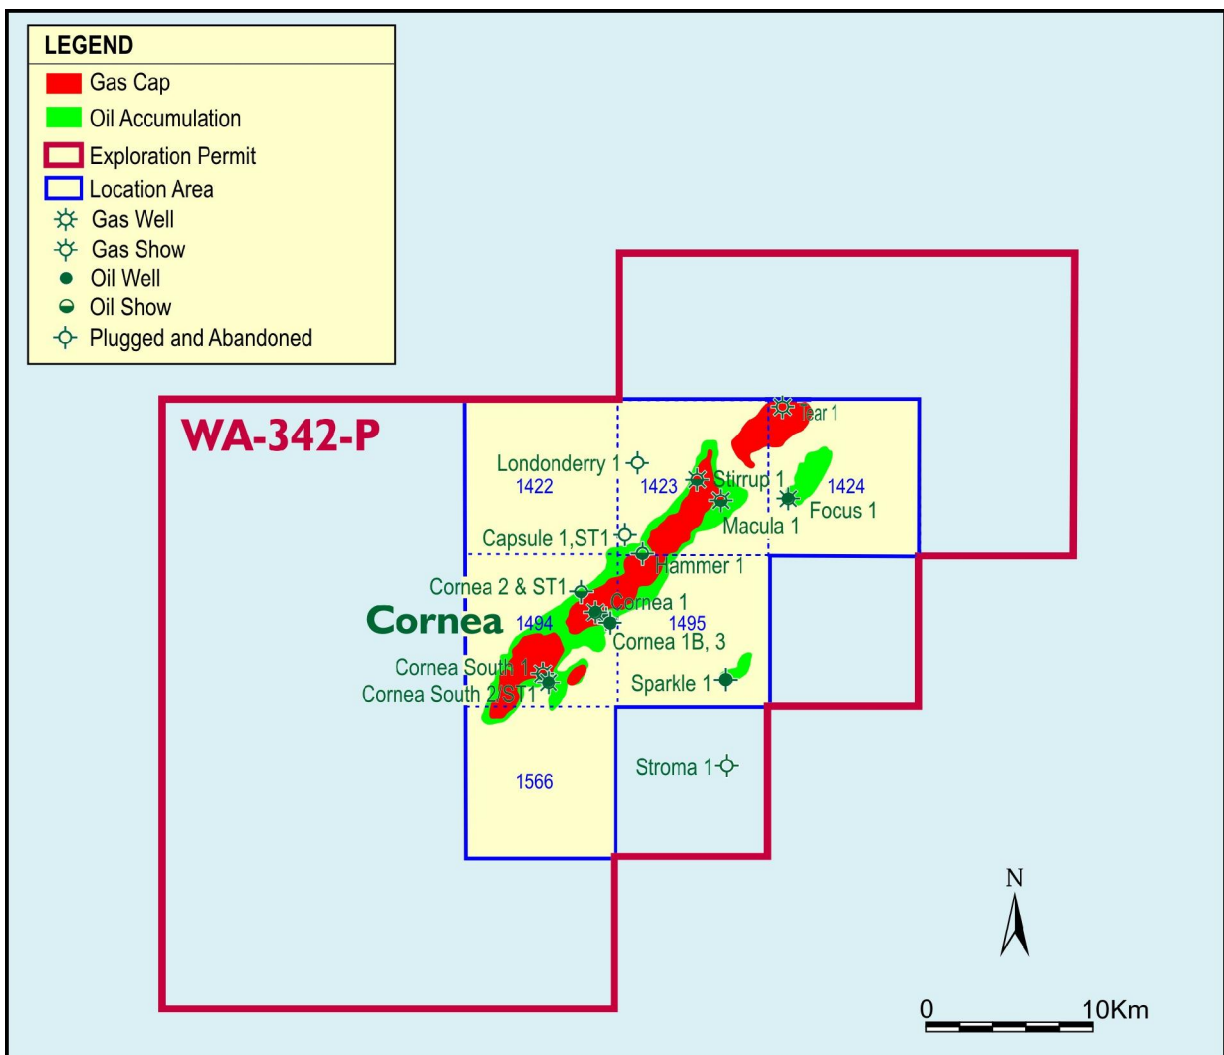 LEGEND
Gas Cap
Oil Accumulation
Exploration Permit
Location Area
Gas Well
Gas Show
Oil Well
Oil Show
Plugged and Abandoned
WA-342-P
Tear 1
Londonderry 1
1422
1423
Stirrup 1
1424
Macula 1
Focus 1
Capsule 1,ST1
Hammer 1
Cornea 2 & ST1
Cornea 1
Cornea
1494
1495
Cornea 1B, 3
Cornea South 1
Cornea South 2/ST1
Sparkle 1
Stroma 1
1566
N
0 10Km